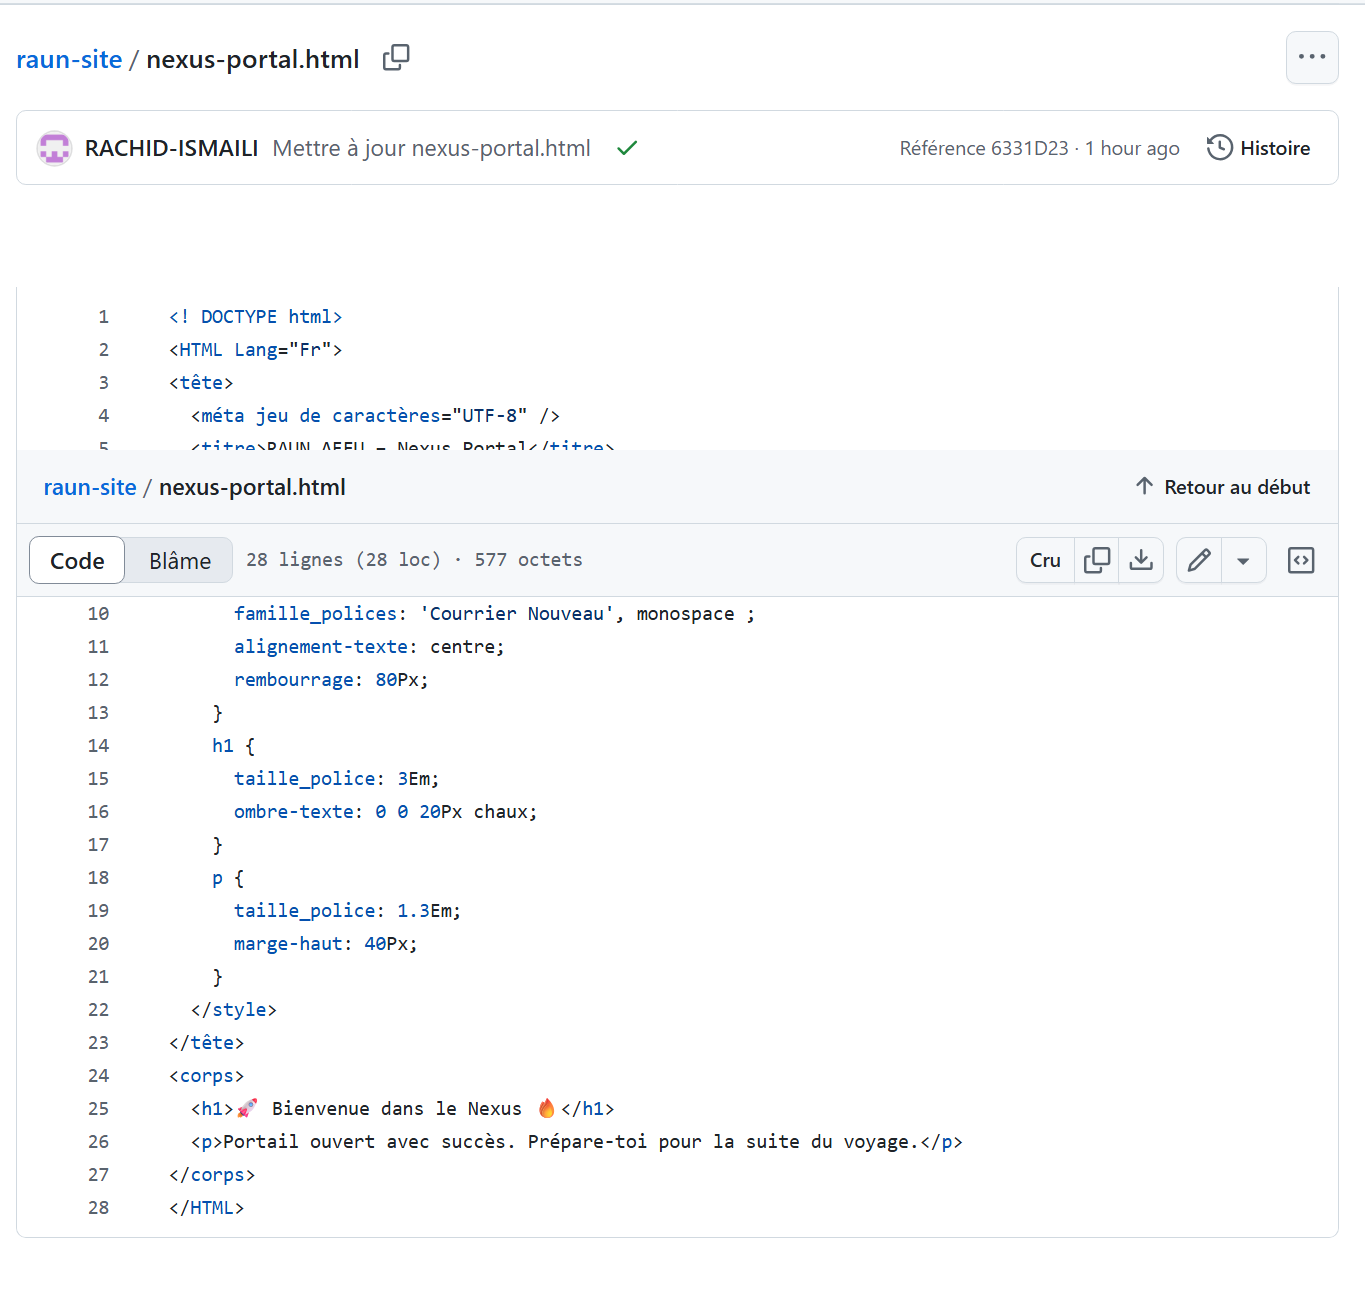 raun-site / nexus-portal.html
RACHID-ISMAILI Mettre à jour nexus-portal.html Référence 6331D23 · 1 hour ago Histoire
1 <! DOCTYPE html>
2 <HTML Lang="Fr">
3 <tête>
4 <méta jeu de caractères="UTF-8" />
5 <titre>RAUN AEFU – Nexus Portal</titre>
raun-site / nexus-portal.html Retour au début
Code Blâme 28 lignes (28 loc) · 577 octets Cru
10 famille_polices: 'Courrier Nouveau', monospace ;
11 alignement-texte: centre;
12 rembourrage: 80Px;
13 }
14 h1 {
15 taille_police: 3Em;
16 ombre-texte: 0 0 20Px chaux;
17 }
18 p {
19 taille_police: 1.3Em;
20 marge-haut: 40Px;
21 }
22 </style>
23 </tête>
24 <corps>
25 <h1>🚀 Bienvenue dans le Nexus 🔥</h1>
26 <p>Portail ouvert avec succès. Prépare-toi pour la suite du voyage.</p>
27 </corps>
28 </HTML>